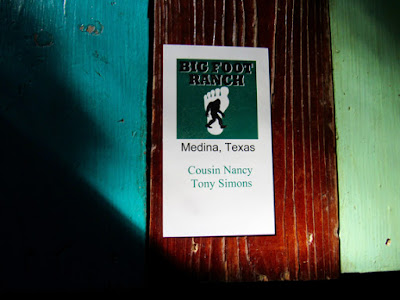 BIG FOOT
RANCH
Medina, Texas
Cousin Nancy
Tony Simons